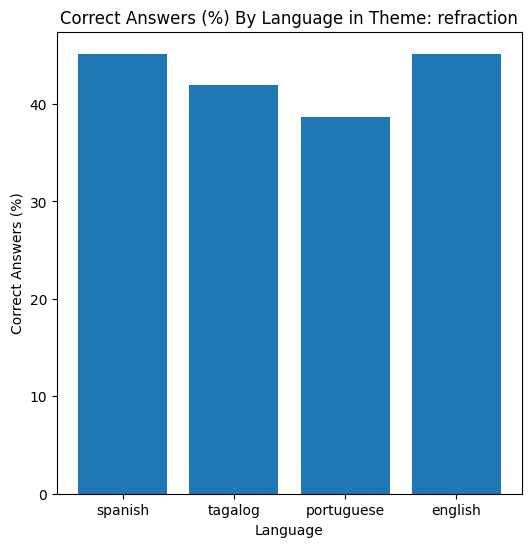 Correct Answers (%) By Language in Theme: refraction
Correct Answers (%)
40
30
20
10
0
spanish tagalog portuguese english
Language